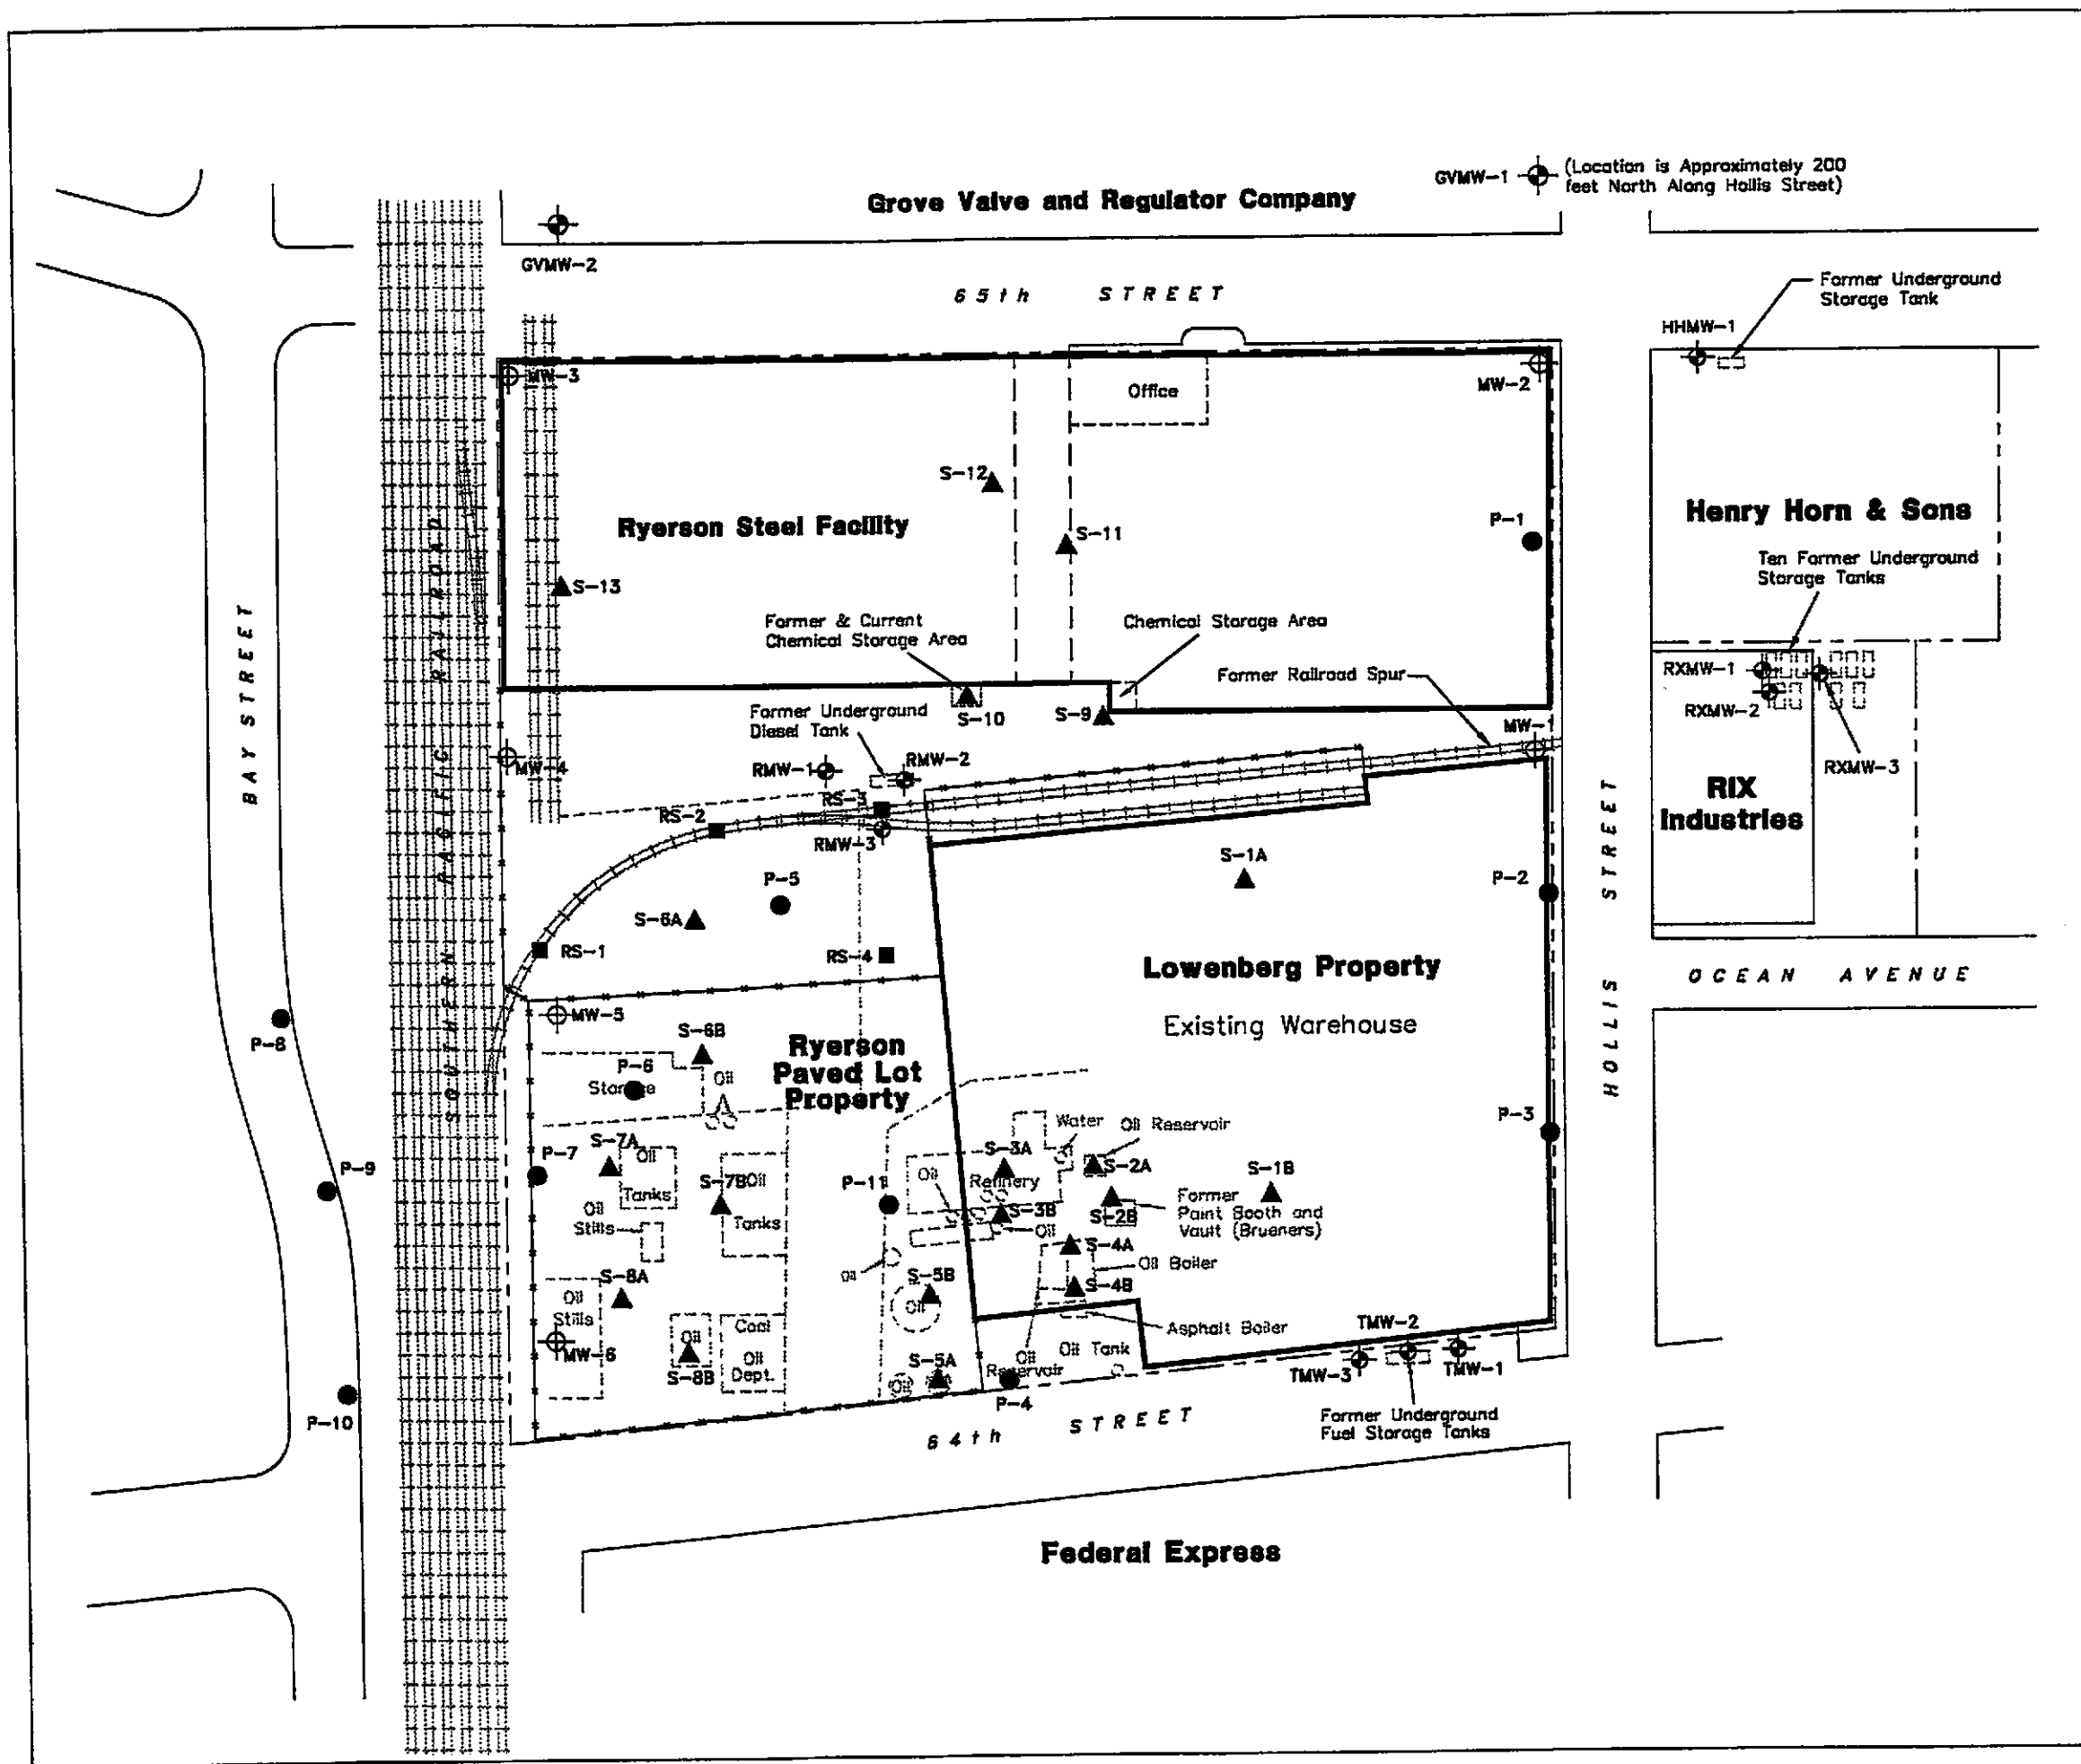 GVMW-1
(Location is Approximately 200
feet North Along Hollis Street)
Grove Valve and Regulator Company
GVMW-2
65th STREET
Former Underground
Storage Tank
HHMW-1
MW-3
Office
MW-2
S-12
Ryerson Steel Facility
S-11
P-1
Henry Horn & Sons
S-13
Ten Former Underground
Storage Tanks
Former & Current
Chemical Storage Area
Chemical Storage Area
Former Railroad Spur
RXMW-1
RXMW-2
RXMW-3
S-10
S-9
MW-1
Former Underground
Diesel Tank
MW-4
RMW-1
RMW-2
RS-3
RS-2
RMW-3
RIX
Industries
BAY STREET
SOUTHERN PACIFIC RAILROAD
HOLLIS STREET
S-1A
P-2
P-5
S-6A
RS-1
RS-4
Lowenberg Property
Existing Warehouse
OCEAN AVENUE
MW-5
P-8
S-6B
Ryerson
Paved Lot
Property
P-6
Storage
Oil
Water
Oil Reservoir
P-3
S-7A
P-7
Oil
Tanks
S-7B
Oil
Tanks
P-9
P-11
Oil
S-3A
Refinery
S-2A
S-1B
Oil
Stills
S-3B
Oil
S-2B
Former
Paint Booth and
Vault (Brueners)
S-4A
Oil Boiler
Oil
S-8A
S-5B
Oil
S-4B
Oil
Stills
MW-6
Oil
S-8B
Coal
Oil
Dept.
Asphalt Boiler
Oil Tank
Oil
Reservoir
S-5A
Oil
P-4
TMW-2
TMW-3
TMW-1
P-10
64th STREET
Former Underground
Fuel Storage Tanks
Federal Express